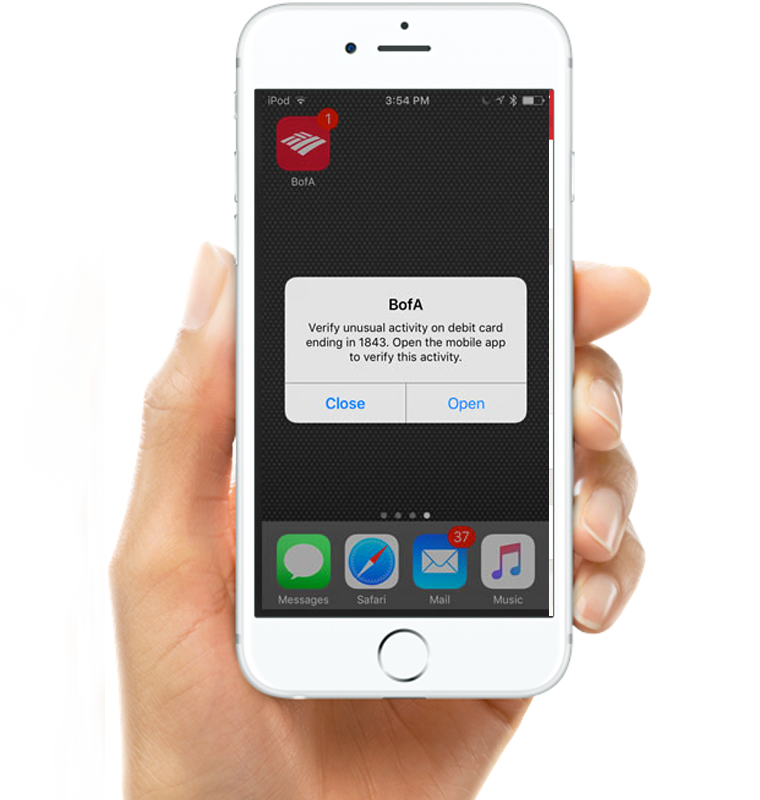 iPod 3:54 PM
1
BofA
BofA
Verify unusual activity on debit card
ending in 1843. Open the mobile app
to verify this activity.
Close Open
37
Messages Safari Mail Music